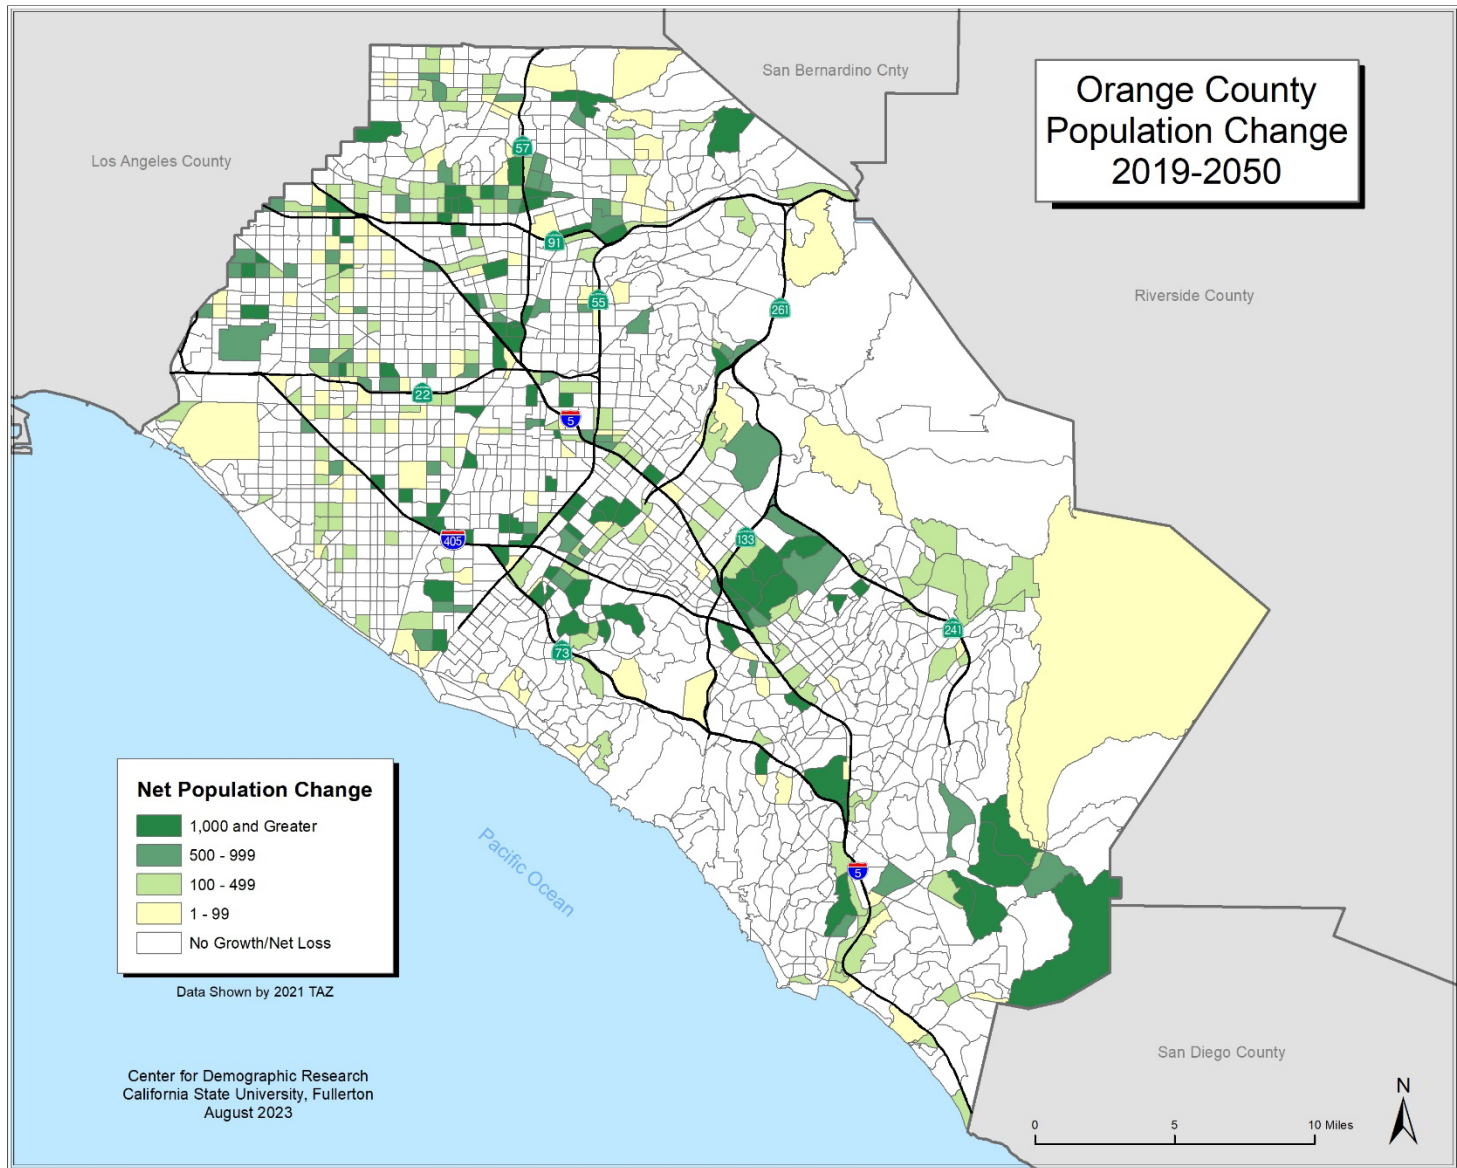 San Bernardino Cnty
Orange County
Population Change
2019-2050
Los Angeles County
57
91
55
261
Riverside County
22
5
405
133
241
73
Net Population Change
1,000 and Greater
500 - 999
100 - 499
1 - 99
No Growth/Net Loss
Data Shown by 2021 TAZ
Pacific Ocean
5
Center for Demographic Research
California State University, Fullerton
August 2023
San Diego County
N
0 5 10 Miles